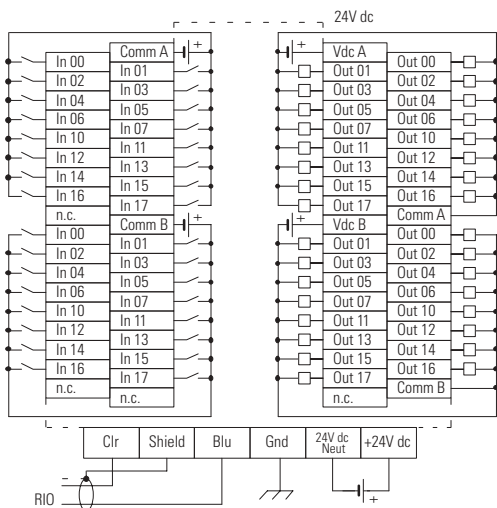 24V dc
Comm A + + Vdc A
In 00 In 01 Out 01 Out 00
In 02 In 03 Out 03 Out 02
In 04 In 05 Out 05 Out 04
In 06 In 07 Out 07 Out 06
In 10 In 11 Out 11 Out 10
In 12 In 13 Out 13 Out 12
In 14 In 15 Out 15 Out 14
In 16 In 17 Out 17 Out 16
n.c. Comm B + + Vdc B Comm A
In 00 In 01 Out 01 Out 00
In 02 In 03 Out 03 Out 02
In 04 In 05 Out 05 Out 04
In 06 In 07 Out 07 Out 06
In 10 In 11 Out 11 Out 10
In 12 In 13 Out 13 Out 12
In 14 In 15 Out 15 Out 14
In 16 In 17 Out 17 Out 16
n.c. n.c. n.c. Comm B
Clr Shield Blu Gnd 24V dc Neut +24V dc
RIO +